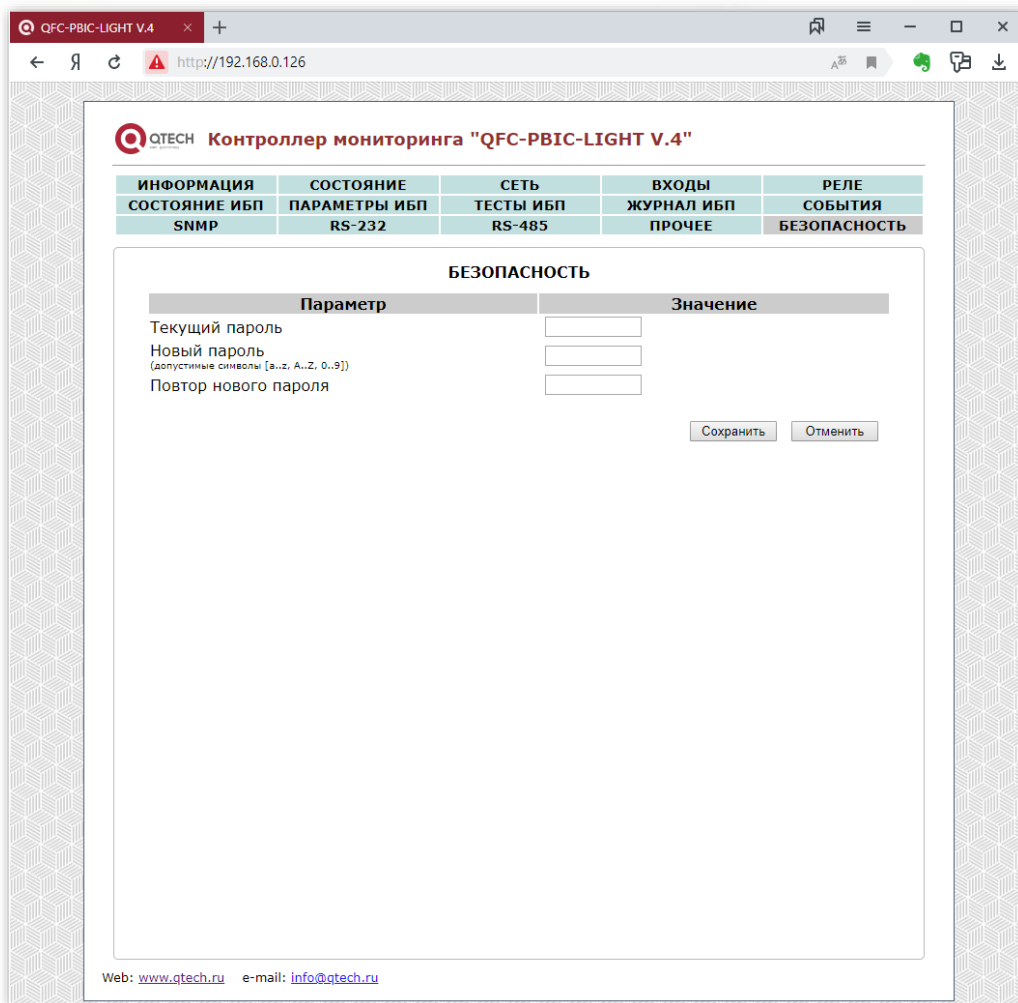 QFC-PBIC-LIGHT V.4
http://192.168.0.126
QTECH Контроллер мониторинга "QFC-PBIC-LIGHT V.4"
ИНФОРМАЦИЯ СОСТОЯНИЕ СЕТЬ ВХОДЫ РЕЛЕ
СОСТОЯНИЕ ИБП ПАРАМЕТРЫ ИБП ТЕСТЫ ИБП ЖУРНАЛ ИБП СОБЫТИЯ
SNMP RS-232 RS-485 ПРОЧЕЕ БЕЗОПАСНОСТЬ
БЕЗОПАСНОСТЬ
Параметр Значение
Текущий пароль
Новый пароль
(допустимые символы [a..z, A..Z, 0..9])
Повтор нового пароля
Сохранить Отменить
Web: www.qtech.ru e-mail: info@qtech.ru